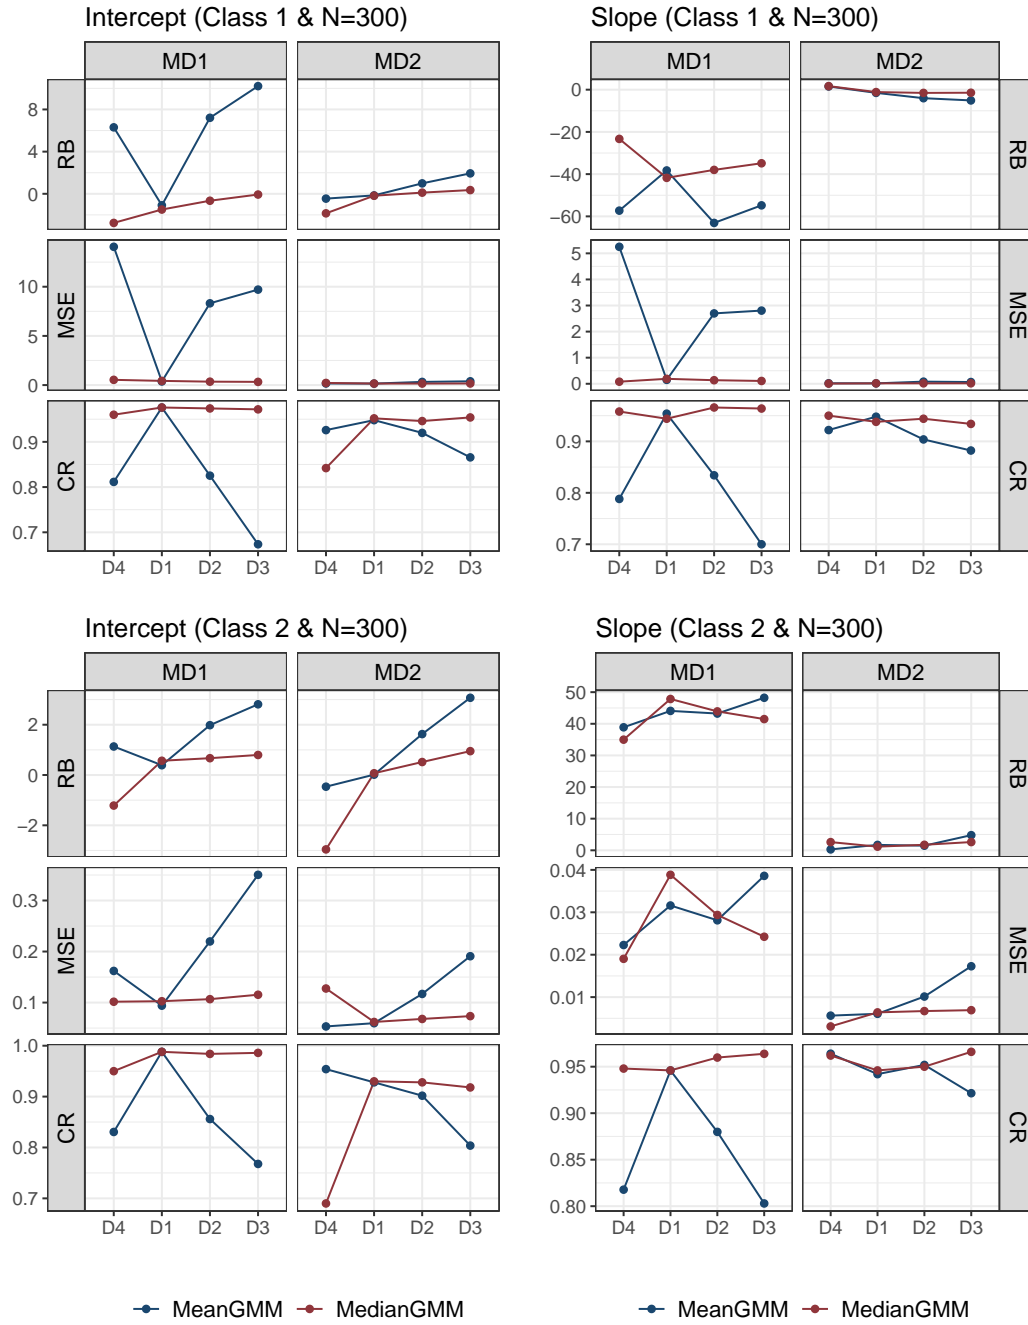 Intercept (Class 1 & N=300)
MD1 MD2
RB
8
4
0
MSE
10
5
0
CR
0.9
0.8
0.7
D4 D1 D2 D3 D4 D1 D2 D3
Slope (Class 1 & N=300)
MD1 MD2
0
−20
−40
−60
RB
5
4
3
2
1
0
MSE
0.9
0.8
0.7
CR
D4 D1 D2 D3 D4 D1 D2 D3
Intercept (Class 2 & N=300)
MD1 MD2
RB
2
0
−2
MSE
0.3
0.2
0.1
CR
1.0
0.9
0.8
0.7
D4 D1 D2 D3 D4 D1 D2 D3
Slope (Class 2 & N=300)
MD1 MD2
50
40
30
20
10
0
RB
0.04
0.03
0.02
0.01
MSE
0.95
0.90
0.85
0.80
CR
D4 D1 D2 D3 D4 D1 D2 D3
MeanGMM MedianGMM
MeanGMM MedianGMM